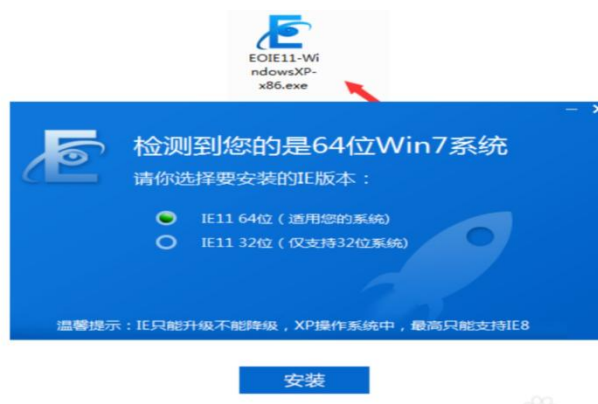 EOIE11-Wi
ndowsXP-
x86.exe
检测到您的是64位Win7系统
请你选择要安装的IE版本：
IE11 64位（适用您的系统)
IE11 32位（仅支持32位系统)
温馨提示：IE只能升级不能降级，XP操作系统中，最高只能支持IE8
安装